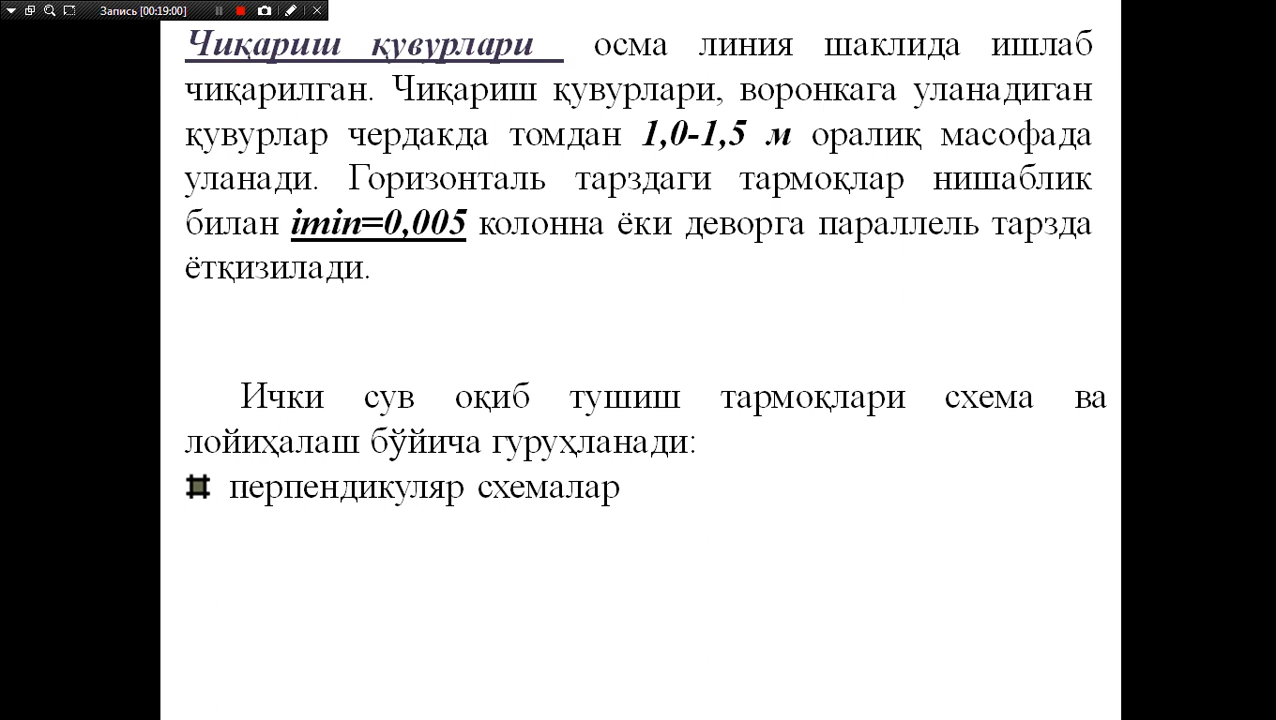 Запись [00:19:00]
Чиқариш қувурлари осма линия шаклида ишлаб
чиқарилган. Чиқариш қувурлари, воронкага уланадиган
қувурлар чердакда томдан 1,0-1,5 м оралиқ масофада
уланади. Горизонталь тарздаги тармоқлар нишаблик
билан imin=0,005 колонна ёки деворга параллель тарзда
ётқизилади.
Ички сув оқиб тушиш тармоқлари схема ва
лойиҳалаш бўйича гуруҳланади:
перпендикуляр схемалар